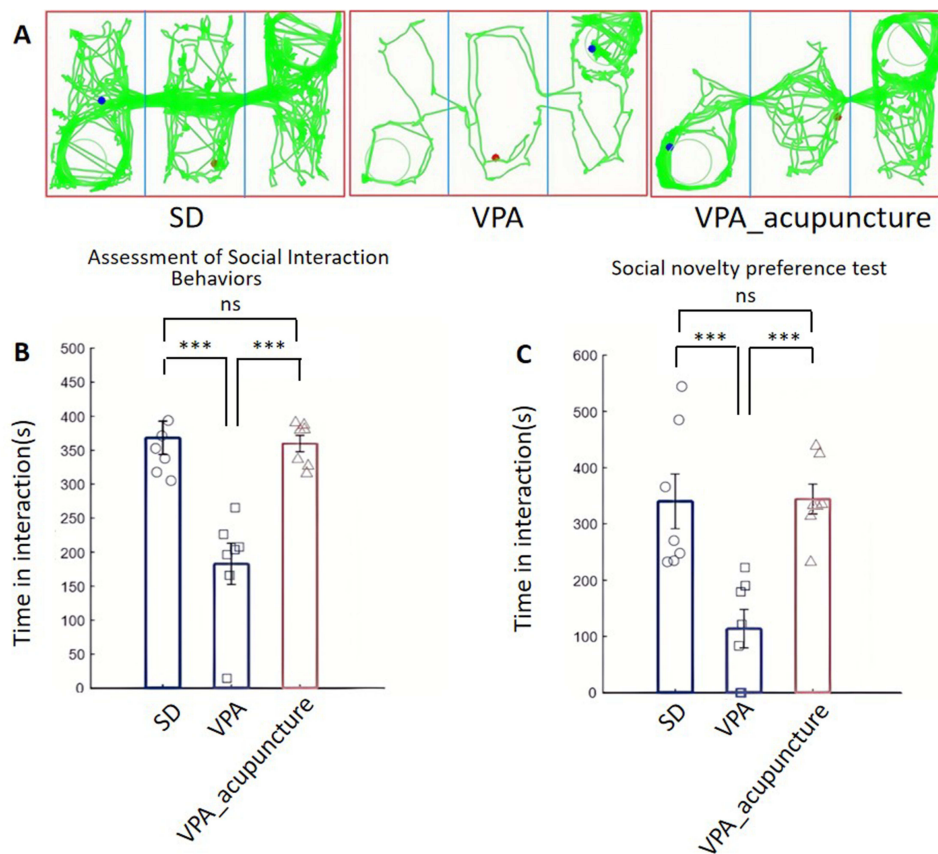 A
SD
VPA
VPA_acupuncture
Assessment of Social Interaction
Behaviors
ns
*** ***
B
Time in interaction(s)
500
450
400
350
300
250
200
150
100
50
0
SD
VPA
VPA_acupuncture
Social novelty preference test
ns
*** ***
C
Time in interaction(s)
600
500
400
300
200
100
0
SD
VPA
VPA_acupuncture